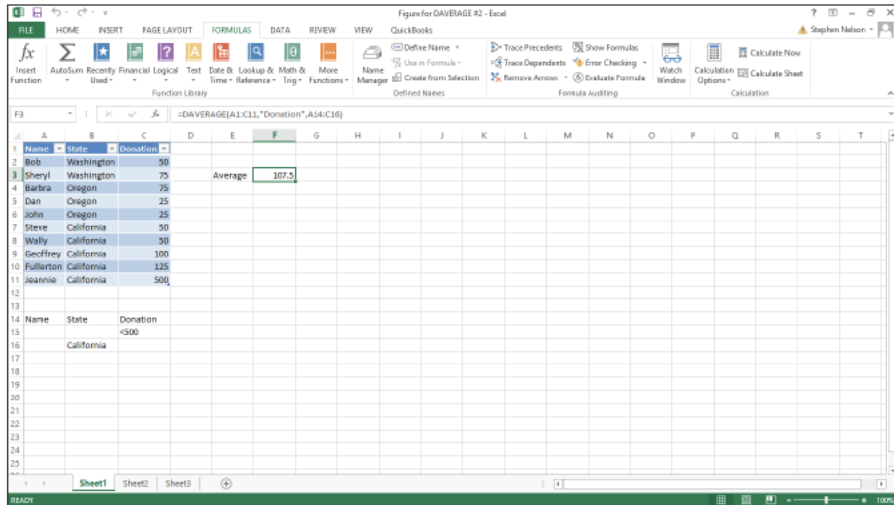 Figure for DAVERAGE #2 - Excel
FILE HOME INSERT PAGE LAYOUT FORMULAS DATA REVIEW VIEW QuickBooks Stephen Nelson
fx Insert Function
AutoSum
Recently Used
Financial
Logical
Text
Date & Time
Lookup & Reference
Math & Trig
More Functions
Function Library
Name Manager
Define Name
Use in Formula
Create from Selection
Defined Names
Trace Precedents
Trace Dependents
Remove Arrows
Show Formulas
Error Checking
Evaluate Formula
Formula Auditing
Watch Window
Calculation Options
Calculate Now
Calculate Sheet
Calculation
F3 fx =DAVERAGE(A1:C11,"Donation",A14:C16)
A B C D E F G H I J K L M N O P Q R S T
1 Name State Donation
2 Bob Washington 50
3 Sheryl Washington 75 Average 107.5
4 Barbra Oregon 75
5 Dan Oregon 25
6 John Oregon 25
7 Steve California 50
8 Wally California 50
9 Geoffrey California 100
10 Fullerton California 125
11 Jeannie California 500
12
13
14 Name State Donation
15 <500
16 California
17
18
19
20
21
22
23
24
25
Sheet1 Sheet2 Sheet3
READY 100%